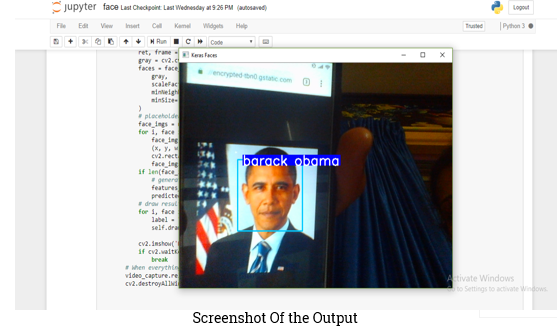 jupyter face Last Checkpoint: Last Wednesday at 9:26 PM (autosaved)
Logout
File Edit View Insert Cell Kernel Widgets Help
Trusted Python 3
Run Code
Keras Faces
encrypted-tbn0.gstatic.com
barack obama
ret, frame =
gray = cv2.c
faces = fac
gray,
scaleFac
minNeigh
minSize=
)
# placeholde
face_imgs =
for i, face
face_img
(x, y, w
cv2.rect
face_img
if len(face_
# genera
features
predicte
# draw resul
for i, face
label =
self.dra
cv2.imshow('
if cv2.waitK
break
# When everythin
video_capture.re
cv2.destroyAllWi
Activate Windows
Go to Settings to activate Windows.
Screenshot Of the Output